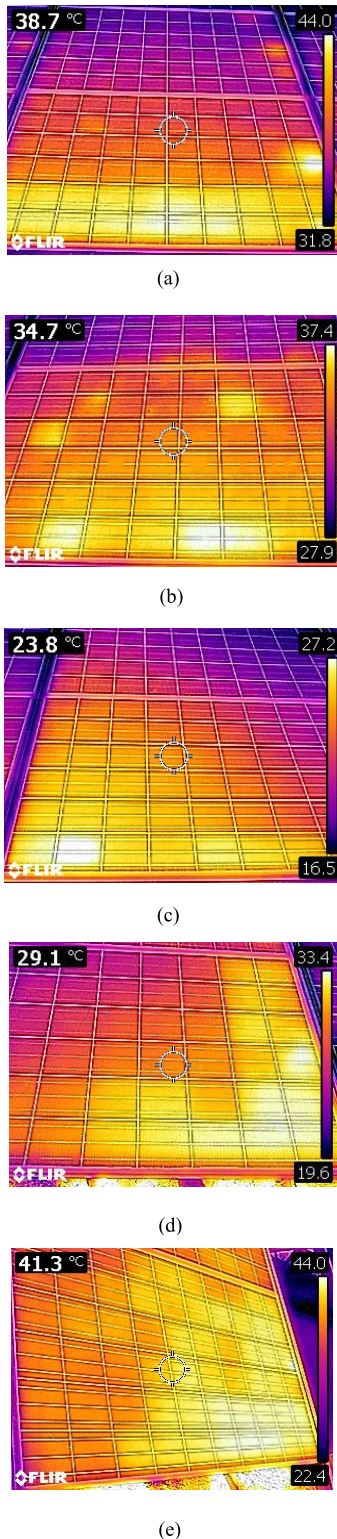 38.7 °C
44.0
31.8
FLIR
(a)
34.7 °C
37.4
27.9
FLIR
(b)
23.8 °C
27.2
16.5
FLIR
(c)
29.1 °C
33.4
19.6
FLIR
(d)
41.3 °C
44.0
22.4
FLIR
(e)